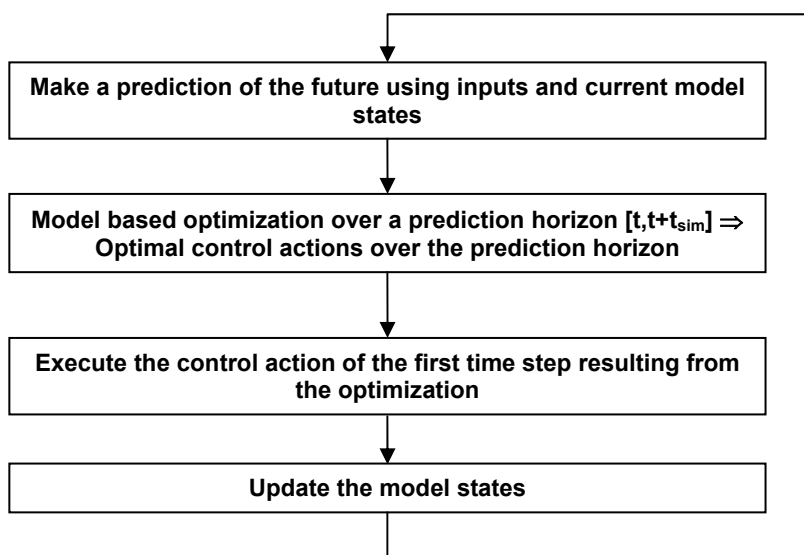 Make a prediction of the future using inputs and current model
states
Model based optimization over a prediction horizon [t,t+tsim] ⇒
Optimal control actions over the prediction horizon
Execute the control action of the first time step resulting from
the optimization
Update the model states